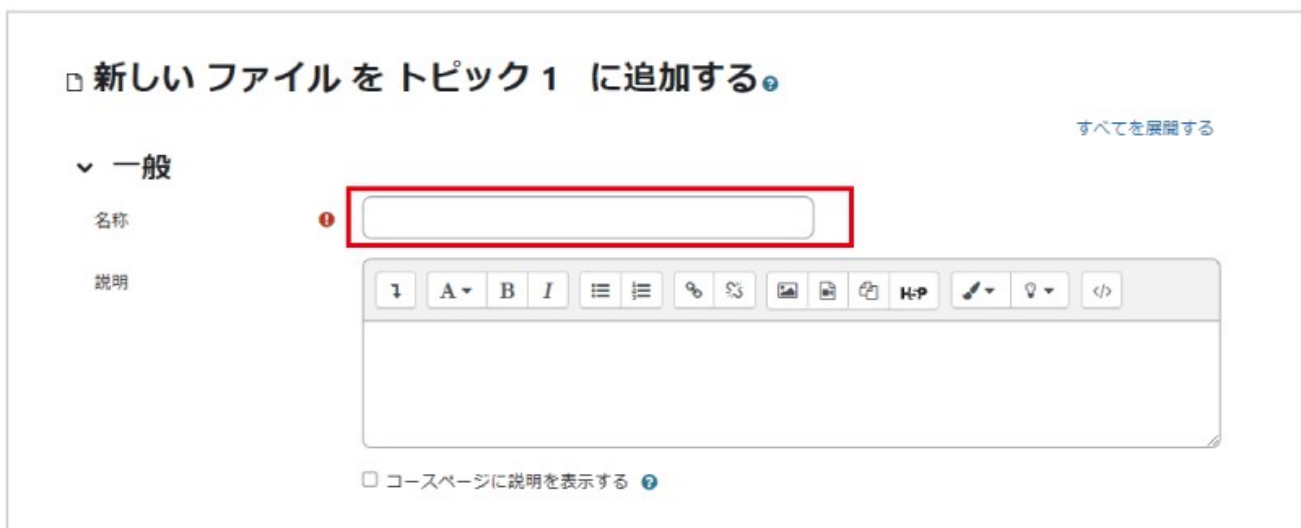 新しい ファイル を トピック 1 に追加する
すべてを展開する
一般
名称
説明
A B I H-P </>
コースページに説明を表示する